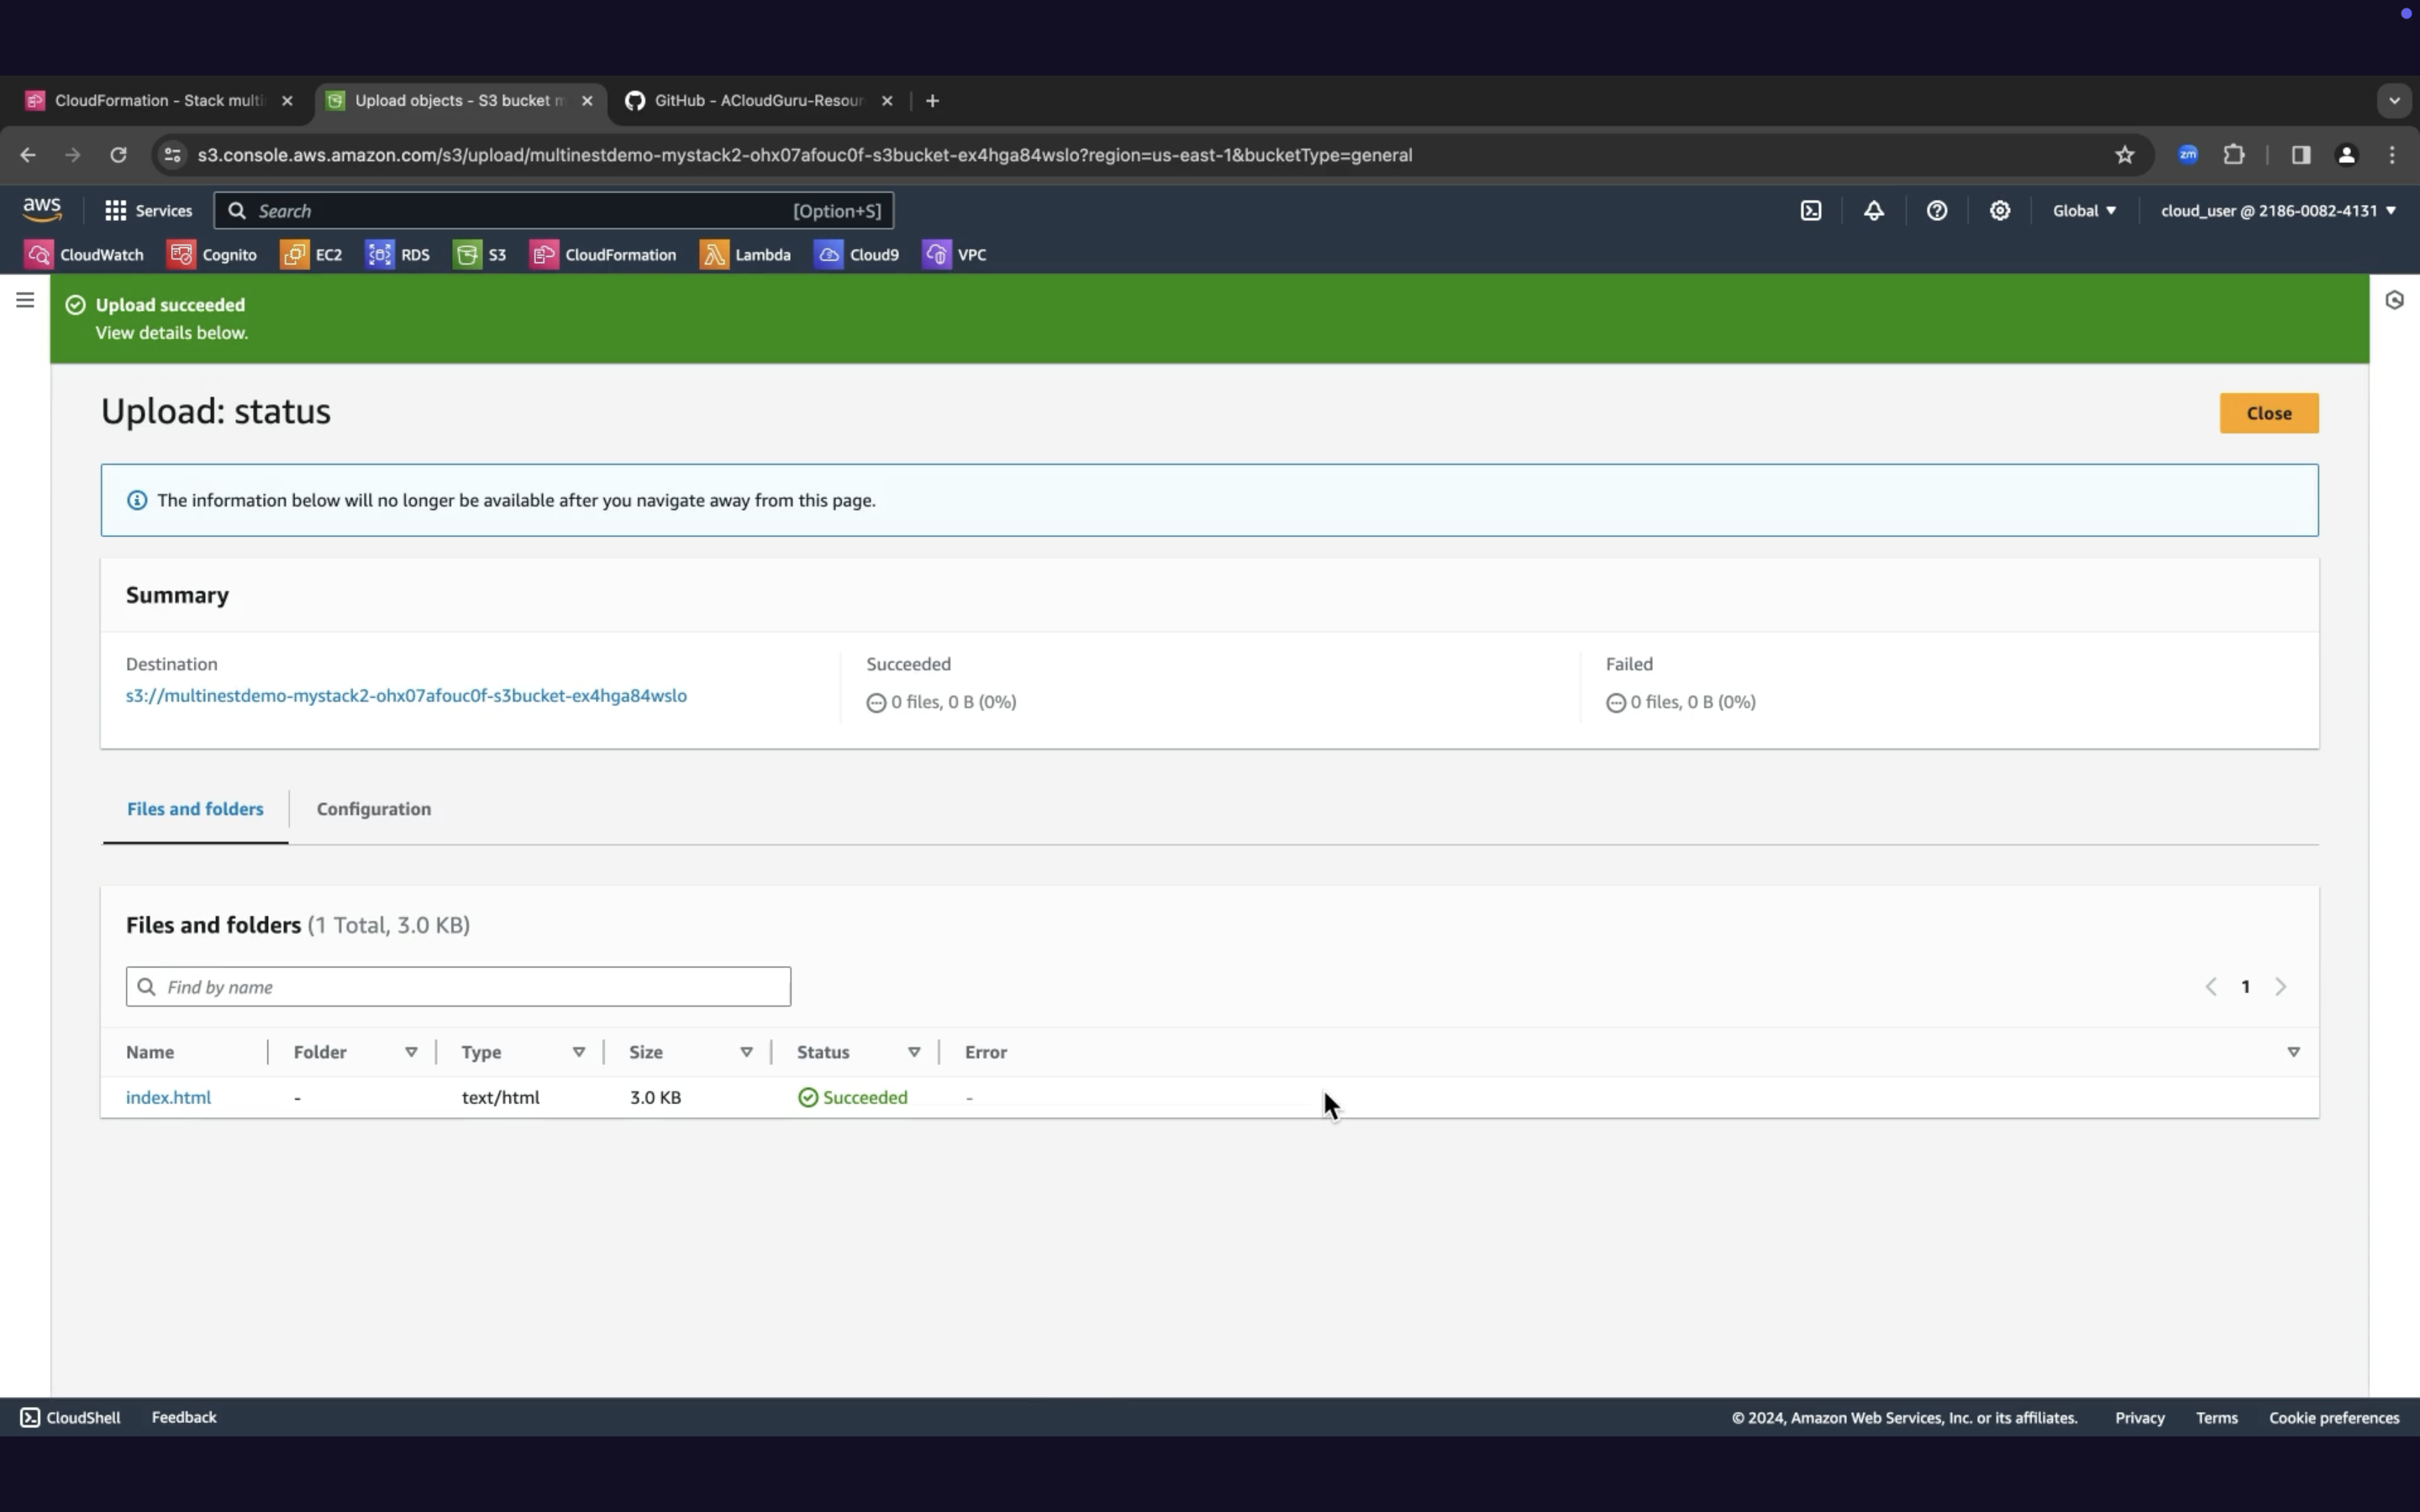 CloudFormation - Stack multi
Upload objects - S3 bucket m
GitHub - ACloudGuru-Resour
s3.console.aws.amazon.com/s3/upload/multinestdemo-mystack2-ohx07afouc0f-s3bucket-ex4hga84wslo?region=us-east-1&bucketType=general
zm
aws
Services
Search
[Option+S]
Global
cloud_user @ 2186-0082-4131
CloudWatch
Cognito
EC2
RDS
S3
CloudFormation
Lambda
Cloud9
VPC
Upload succeeded
View details below.
Upload: status
Close
The information below will no longer be available after you navigate away from this page.
Summary
Destination
Succeeded
Failed
s3://multinestdemo-mystack2-ohx07afouc0f-s3bucket-ex4hga84wslo
0 files, 0 B (0%)
0 files, 0 B (0%)
Files and folders
Configuration
Files and folders (1 Total, 3.0 KB)
Find by name
1
Name
Folder
Type
Size
Status
Error
index.html
-
text/html
3.0 KB
Succeeded
-
CloudShell
Feedback
© 2024, Amazon Web Services, Inc. or its affiliates.
Privacy
Terms
Cookie preferences